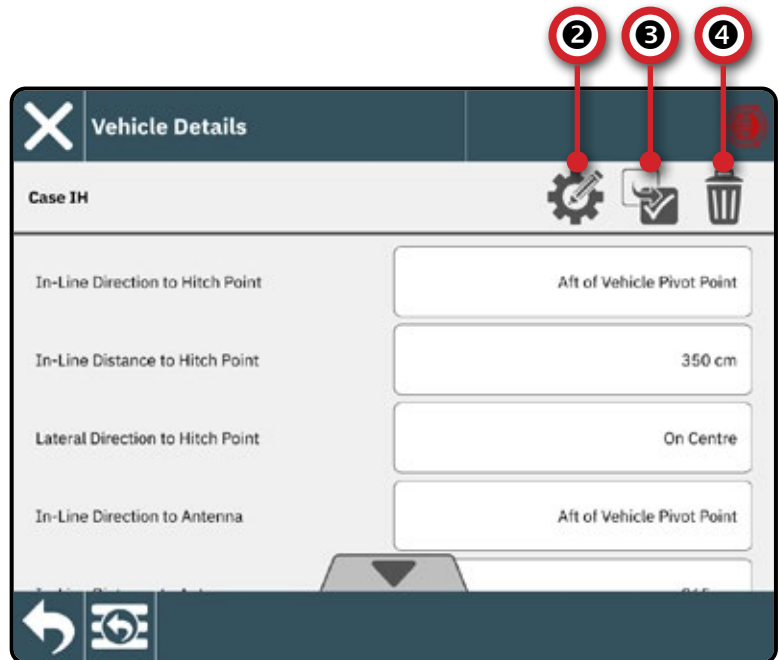 2 3 4
Vehicle Details
Case IH
In-Line Direction to Hitch Point Aft of Vehicle Pivot Point
In-Line Distance to Hitch Point 350 cm
Lateral Direction to Hitch Point On Centre
In-Line Direction to Antenna Aft of Vehicle Pivot Point